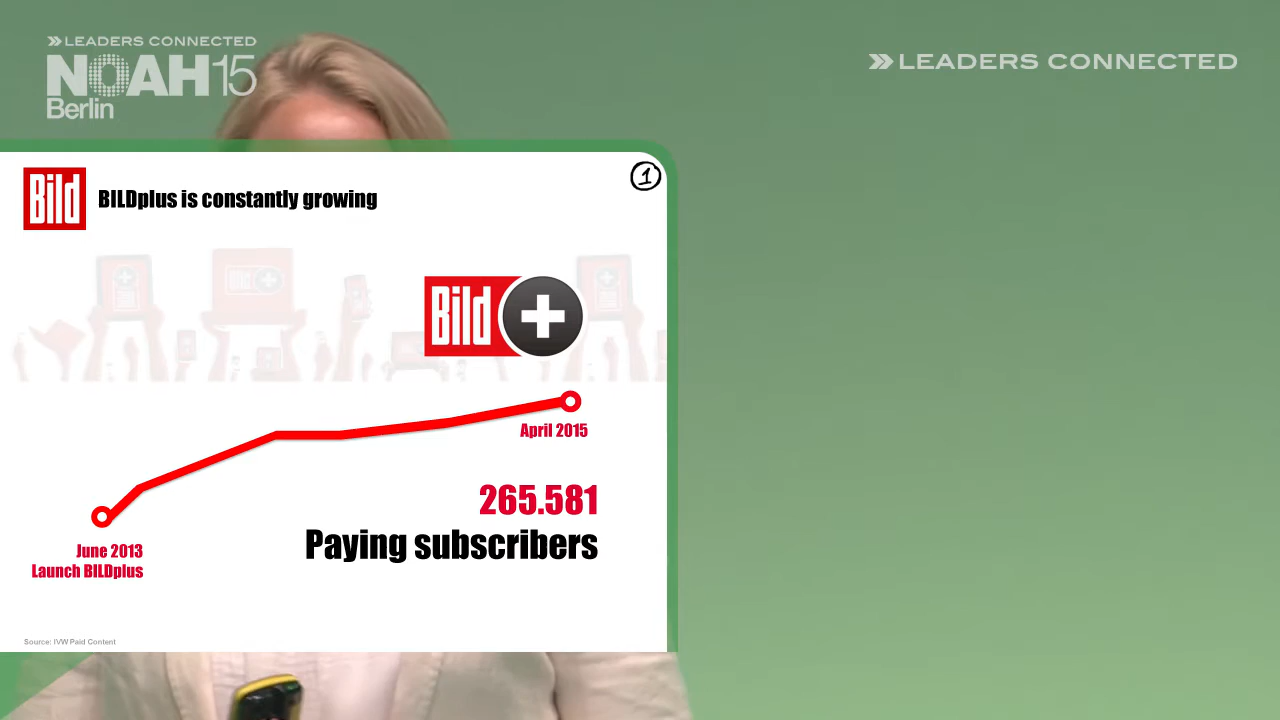 LEADERS CONNECTED
NOAH15
Berlin
LEADERS CONNECTED
Bild
BILDplus is constantly growing
1
Bild
April 2015
265.581
Paying subscribers
June 2013
Launch BILDplus
Source: IVW Paid Content